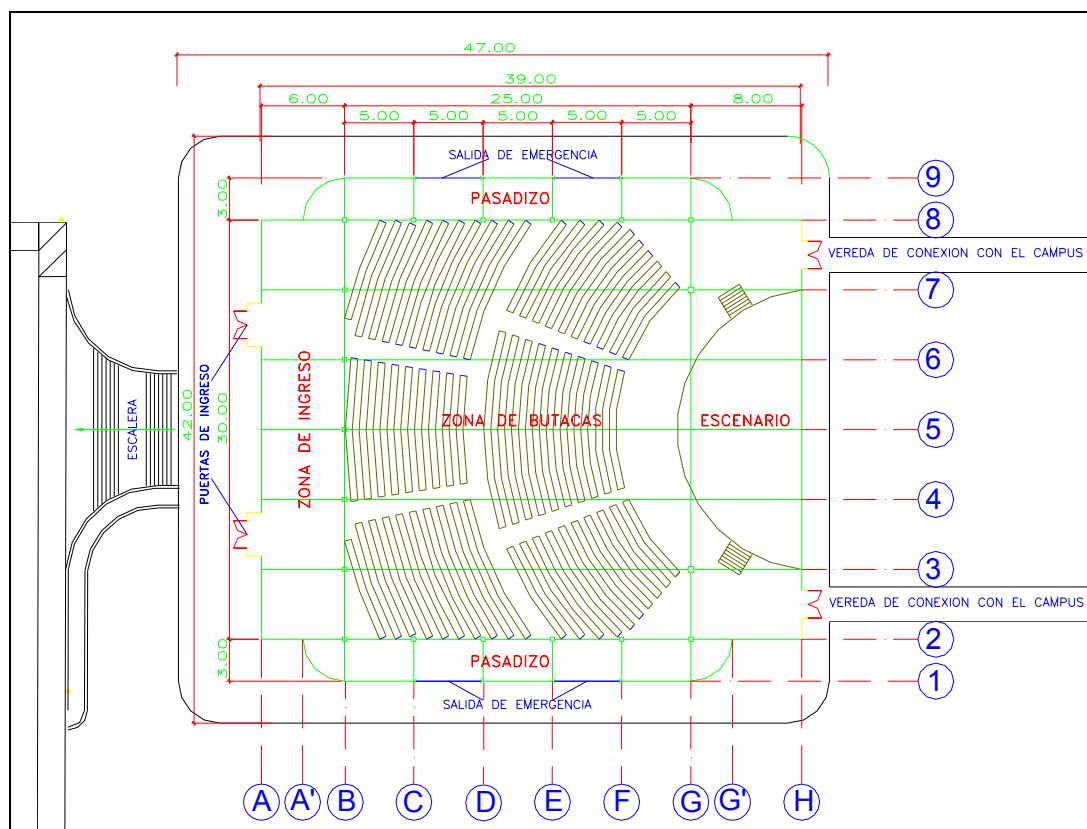 47.00
39.00
6.00
25.00
8.00
5.00
5.00
5.00
5.00
5.00
SALIDA DE EMERGENCIA
9
3.00
PASADIZO
8
VEREDA DE CONEXION CON EL CAMPUS
7
6
ESCALERA
PUERTAS DE INGRESO
42.00
30.00
ZONA DE INGRESO
ZONA DE BUTACAS
ESCENARIO
5
4
3
VEREDA DE CONEXION CON EL CAMPUS
2
3.00
PASADIZO
1
SALIDA DE EMERGENCIA
A
A'
B
C
D
E
F
G
G'
H